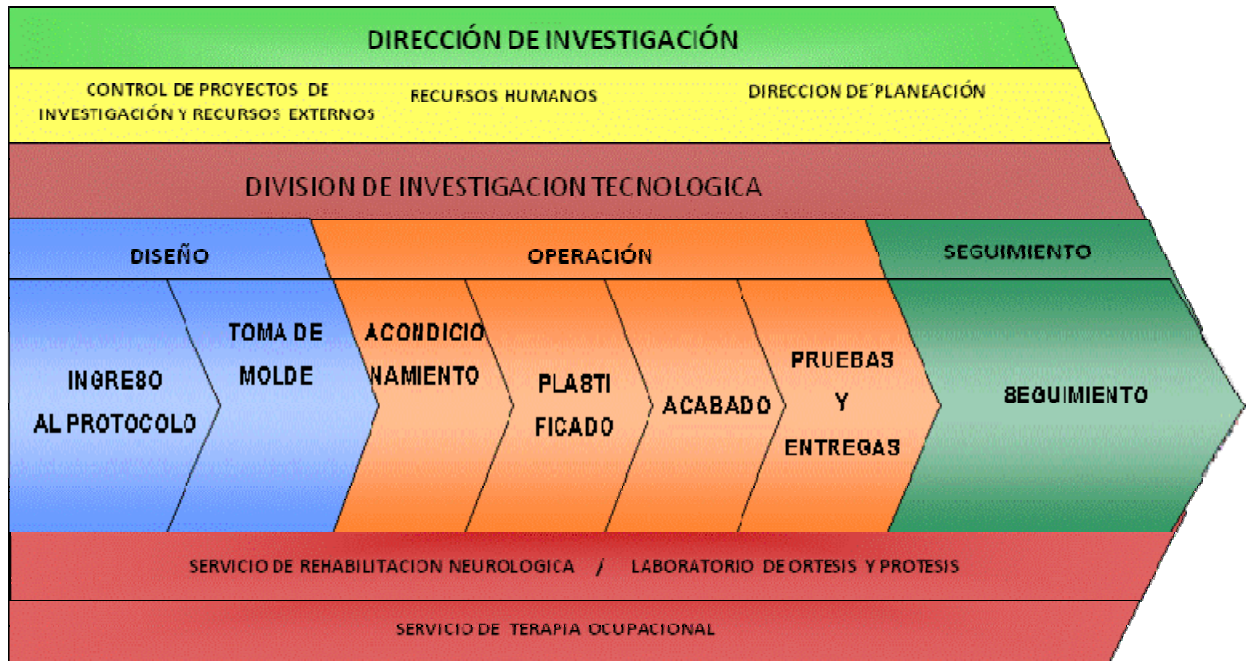 DIRECCIÓN DE INVESTIGACIÓN
CONTROL DE PROYECTOS DE
INVESTIGACIÓN Y RECURSOS EXTERNOS
RECURSOS HUMANOS
DIRECCION DE PLANEACIÓN
DIVISION DE INVESTIGACION TECNOLOGICA
DISEÑO
OPERACIÓN
SEGUIMIENTO
INGRESO
AL PROTOCOLO
TOMA DE
MOLDE
ACONDICIO
NAMIENTO
PLASTI
FICADO
ACABADO
PRUEBAS
Y
ENTREGAS
SEGUIMIENTO
SERVICIO DE REHABILITACION NEUROLOGICA / LABORATORIO DE ORTESIS Y PROTESIS
SERVICIO DE TERAPIA OCUPACIONAL